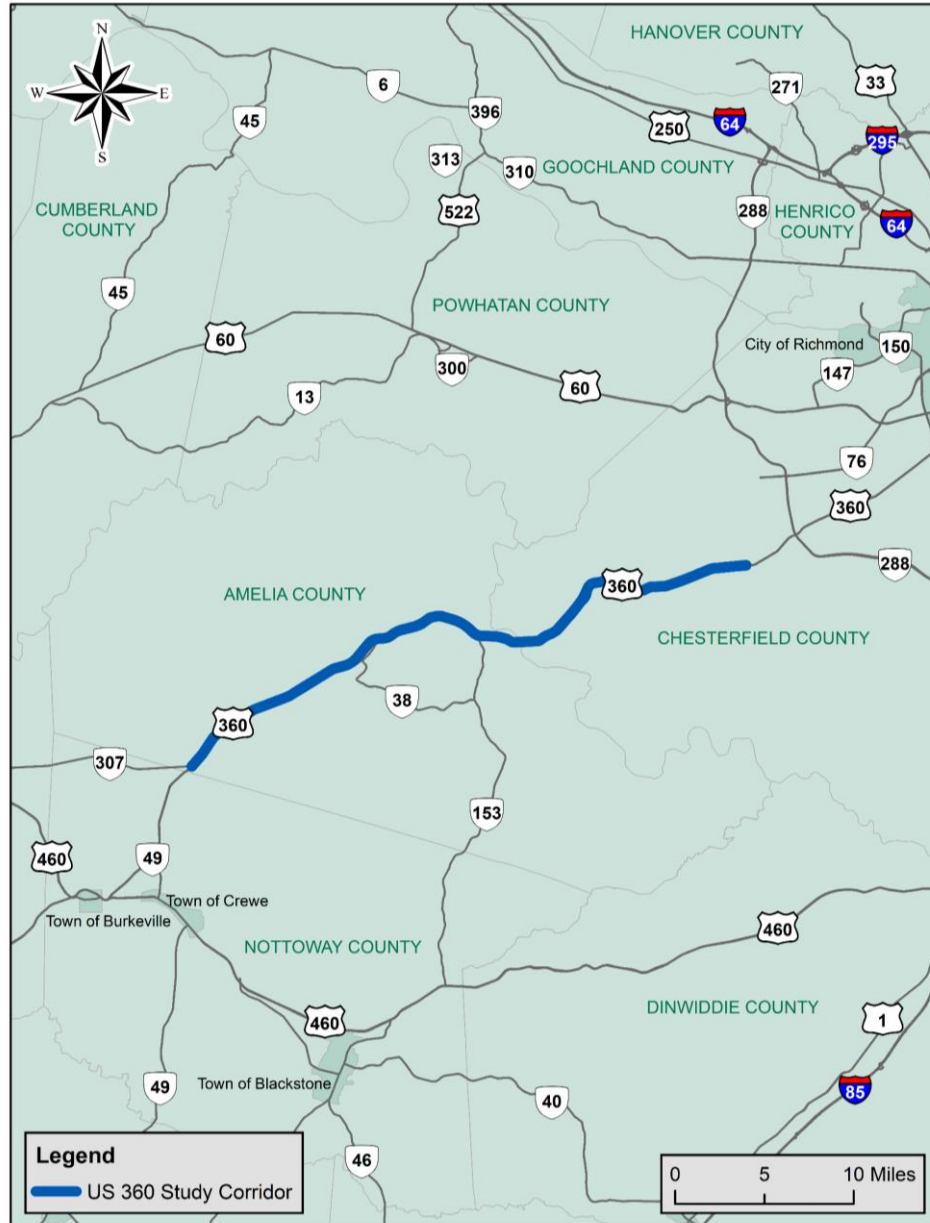 N
W
E
S
HANOVER COUNTY
6
33
271
45
396
250
64
295
313
310
GOOCHLAND COUNTY
CUMBERLAND
COUNTY
522
288
HENRICO
COUNTY
64
45
POWHATAN COUNTY
60
City of Richmond
150
300
147
13
60
76
360
288
AMELIA COUNTY
360
CHESTERFIELD COUNTY
38
360
307
153
460
49
Town of Crewe
Town of Burkeville
460
NOTTOWAY COUNTY
DINWIDDIE COUNTY
460
1
Town of Blackstone
49
85
40
46
Legend
US 360 Study Corridor
0 5 10 Miles